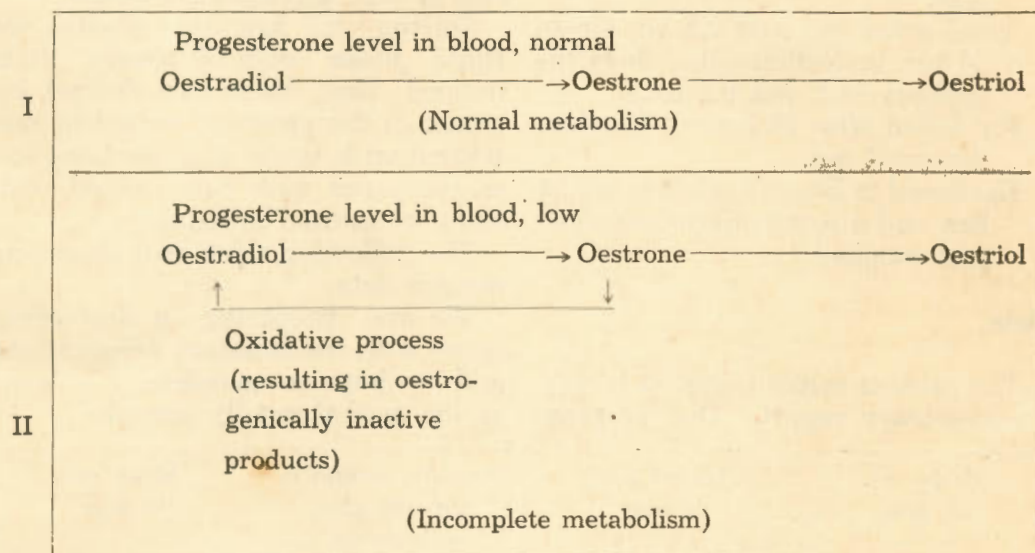 Progesterone level in blood, normal
Oestradiol → Oestrone → Oestriol
I
(Normal metabolism)
Progesterone level in blood, low
Oestradiol → Oestrone → Oestriol
↑ ↓
Oxidative process
(resulting in oestro-
genically inactive
II
products)
(Incomplete metabolism)